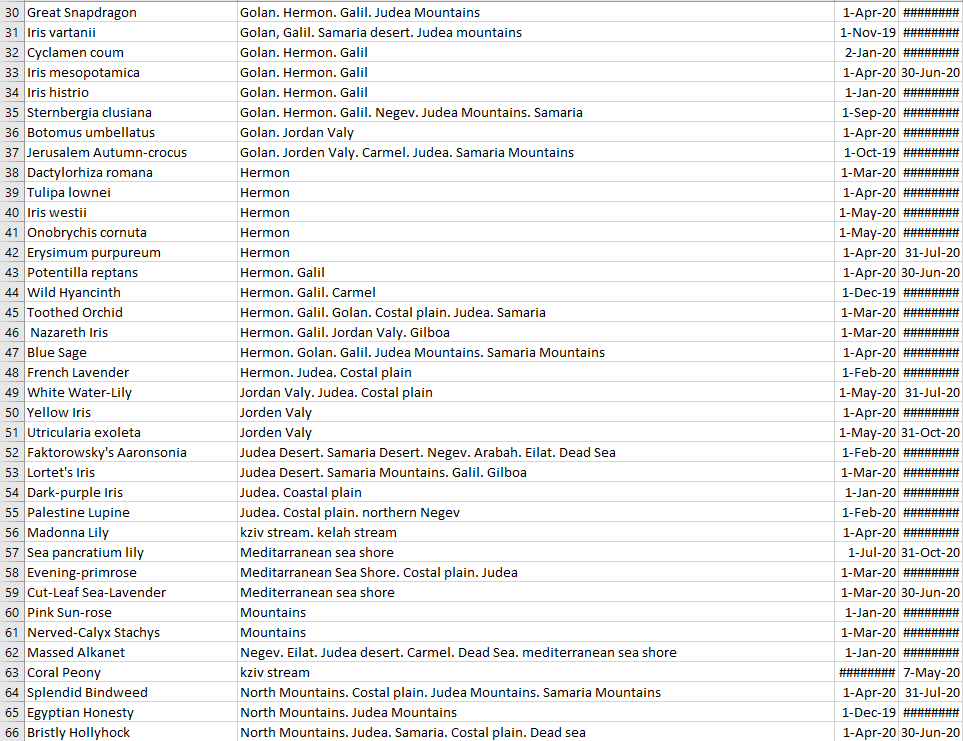 30 Great Snapdragon Golan. Hermon. Galil. Judea Mountains 1-Apr-20 ########
31 Iris vartanii Golan, Galil. Samaria desert. Judea mountains 1-Nov-19 ########
32 Cyclamen coum Golan. Hermon. Galil 2-Jan-20 ########
33 Iris mesopotamica Golan. Hermon. Galil 1-Apr-20 30-Jun-20
34 Iris histrio Golan. Hermon. Galil 1-Jan-20 ########
35 Sternbergia clusiana Golan. Hermon. Galil. Negev. Judea Mountains. Samaria 1-Sep-20 ########
36 Botomus umbellatus Golan. Jordan Valy 1-Apr-20 ########
37 Jerusalem Autumn-crocus Golan. Jorden Valy. Carmel. Judea. Samaria Mountains 1-Oct-19 ########
38 Dactylorhiza romana Hermon 1-Mar-20 ########
39 Tulipa lownei Hermon 1-Apr-20 ########
40 Iris westii Hermon 1-May-20 ########
41 Onobrychis cornuta Hermon 1-May-20 ########
42 Erysimum purpureum Hermon 1-Apr-20 31-Jul-20
43 Potentilla reptans Hermon. Galil 1-Apr-20 30-Jun-20
44 Wild Hyancinth Hermon. Galil. Carmel 1-Dec-19 ########
45 Toothed Orchid Hermon. Galil. Golan. Costal plain. Judea. Samaria 1-Mar-20 ########
46 Nazareth Iris Hermon. Galil. Jordan Valy. Gilboa 1-Mar-20 ########
47 Blue Sage Hermon. Golan. Galil. Judea Mountains. Samaria Mountains 1-Apr-20 ########
48 French Lavender Hermon. Judea. Costal plain 1-Feb-20 ########
49 White Water-Lily Jordan Valy. Judea. Costal plain 1-May-20 31-Jul-20
50 Yellow Iris Jorden Valy 1-Apr-20 ########
51 Utricularia exoleta Jorden Valy 1-May-20 31-Oct-20
52 Faktorowsky's Aaronsonia Judea Desert. Samaria Desert. Negev. Arabah. Eilat. Dead Sea 1-Feb-20 ########
53 Lortet's Iris Judea Desert. Samaria Mountains. Galil. Gilboa 1-Mar-20 ########
54 Dark-purple Iris Judea. Coastal plain 1-Jan-20 ########
55 Palestine Lupine Judea. Costal plain. northern Negev 1-Feb-20 ########
56 Madonna Lily kziv stream. kelah stream 1-Apr-20 ########
57 Sea pancratium lily Meditarranean sea shore 1-Jul-20 31-Oct-20
58 Evening-primrose Meditarranean Sea Shore. Costal plain. Judea 1-Mar-20 ########
59 Cut-Leaf Sea-Lavender Mediterranean sea shore 1-Mar-20 30-Jun-20
60 Pink Sun-rose Mountains 1-Jan-20 ########
61 Nerved-Calyx Stachys Mountains 1-Mar-20 ########
62 Massed Alkanet Negev. Eilat. Judea desert. Carmel. Dead Sea. mediterranean sea shore 1-Jan-20 ########
63 Coral Peony kziv stream ######## 7-May-20
64 Splendid Bindweed North Mountains. Costal plain. Judea Mountains. Samaria Mountains 1-Apr-20 31-Jul-20
65 Egyptian Honesty North Mountains. Judea Mountains 1-Dec-19 ########
66 Bristly Hollyhock North Mountains. Judea. Samaria. Costal plain. Dead sea 1-Apr-20 30-Jun-20